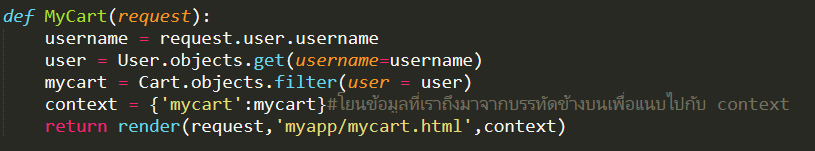 def MyCart(request):
    username = request.user.username
    user = User.objects.get(username=username)
    mycart = Cart.objects.filter(user = user)
    context = {'mycart':mycart}#โยนข้อมูลที่เราถึงมาจากบรรทัดข้างบนเพื่อแนบไปกับ context
    return render(request,'myapp/mycart.html',context)